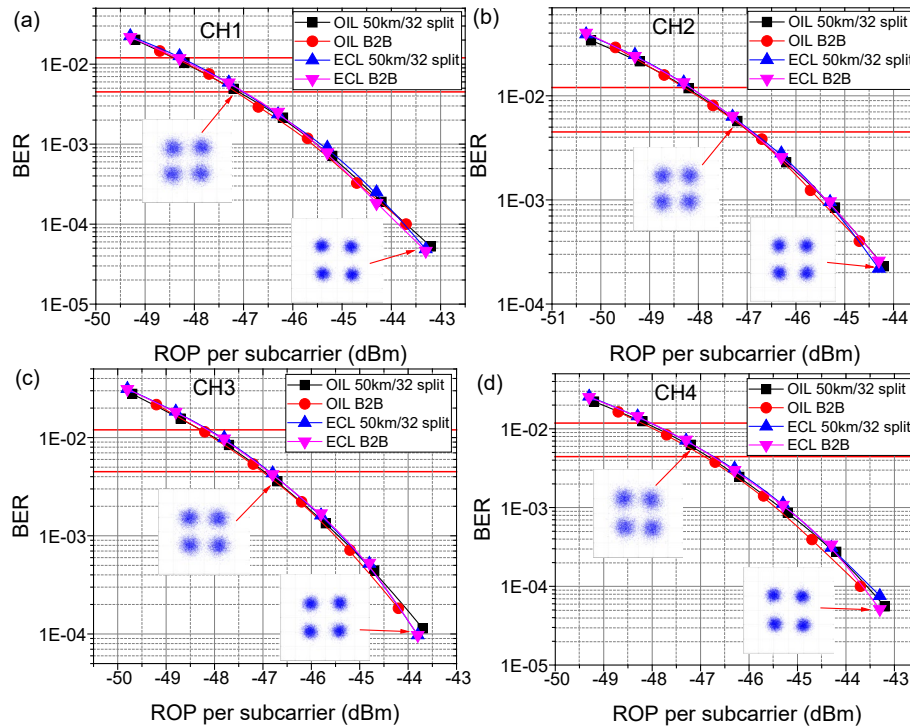 (a)
CH1
OIL 50km/32 split
OIL B2B
ECL 50km/32 split
ECL B2B
BER
1E-02
1E-03
1E-04
1E-05
-50 -49 -48 -47 -46 -45 -44 -43
ROP per subcarrier (dBm)
(b)
CH2
OIL 50km/32 split
OIL B2B
ECL 50km/32 split
ECL B2B
BER
1E-02
1E-03
1E-04
-51 -50 -49 -48 -47 -46 -45 -44
ROP per subcarrier (dBm)
(c)
CH3
OIL 50km/32 split
OIL B2B
ECL 50km/32 split
ECL B2B
BER
1E-02
1E-03
1E-04
-50 -49 -48 -47 -46 -45 -44 -43
ROP per subcarrier (dBm)
(d)
CH4
OIL 50km/32 split
OIL B2B
ECL 50km/32 split
ECL B2B
BER
1E-02
1E-03
1E-04
1E-05
-50 -49 -48 -47 -46 -45 -44 -43
ROP per subcarrier (dBm)